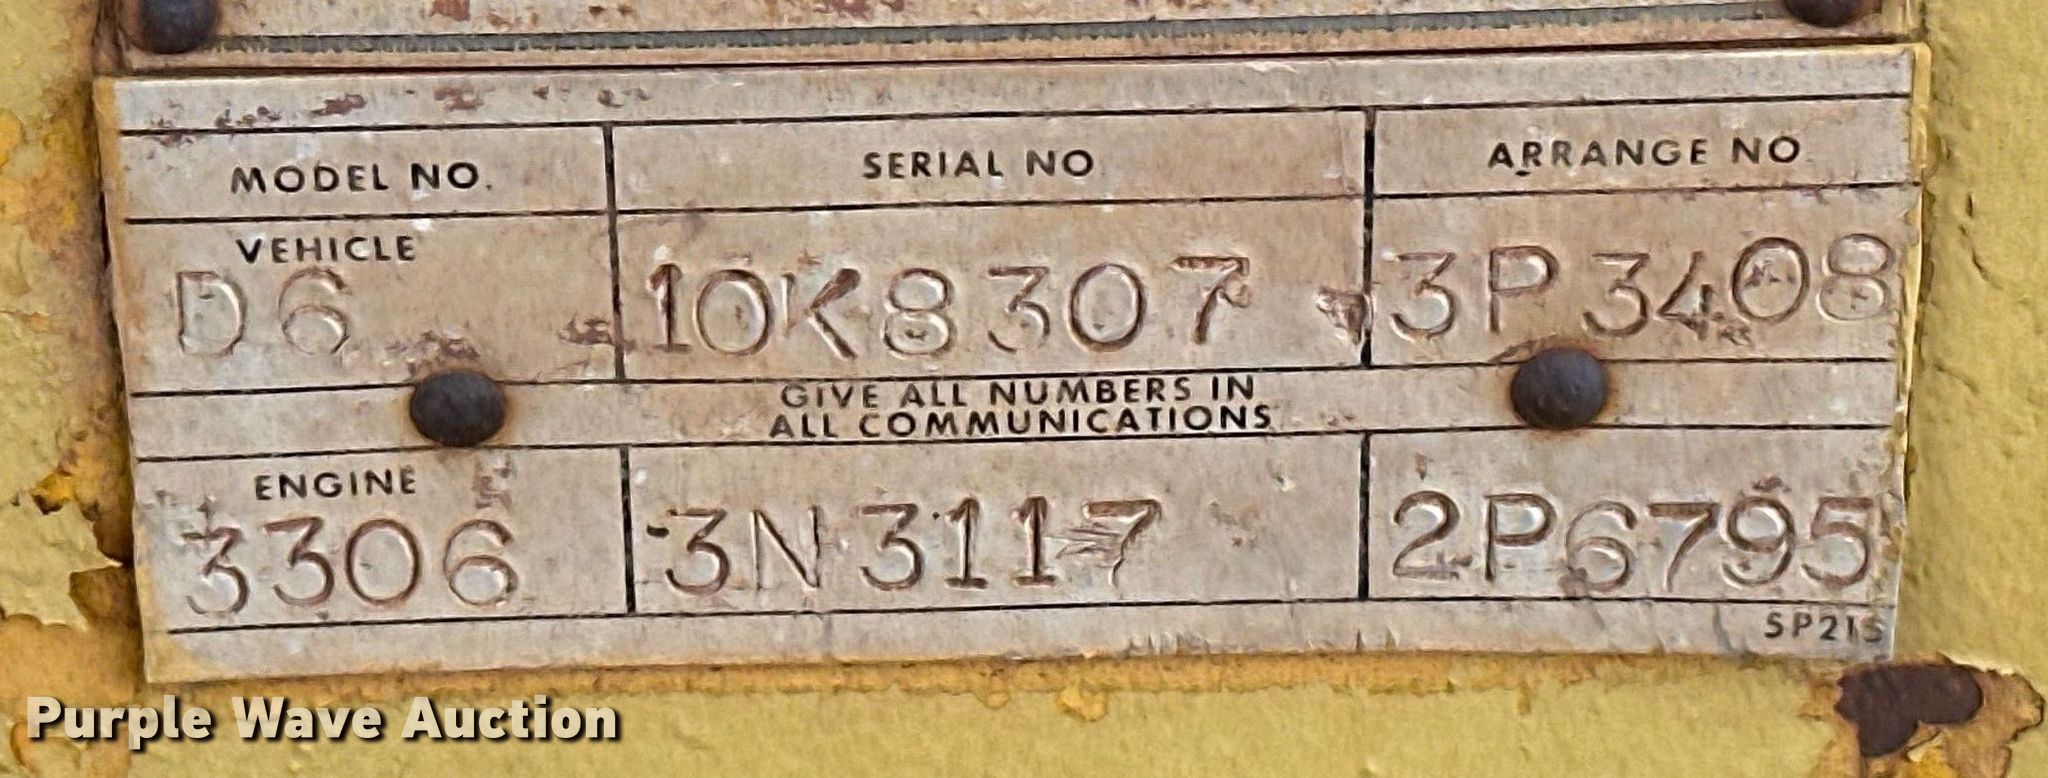 MODEL NO. SERIAL NO ARRANGE NO.
VEHICLE
D6 10K8307 3P3408
GIVE ALL NUMBERS IN
ALL COMMUNICATIONS
ENGINE
3306 3N3117 2P6795
SP215
Purple Wave Auction